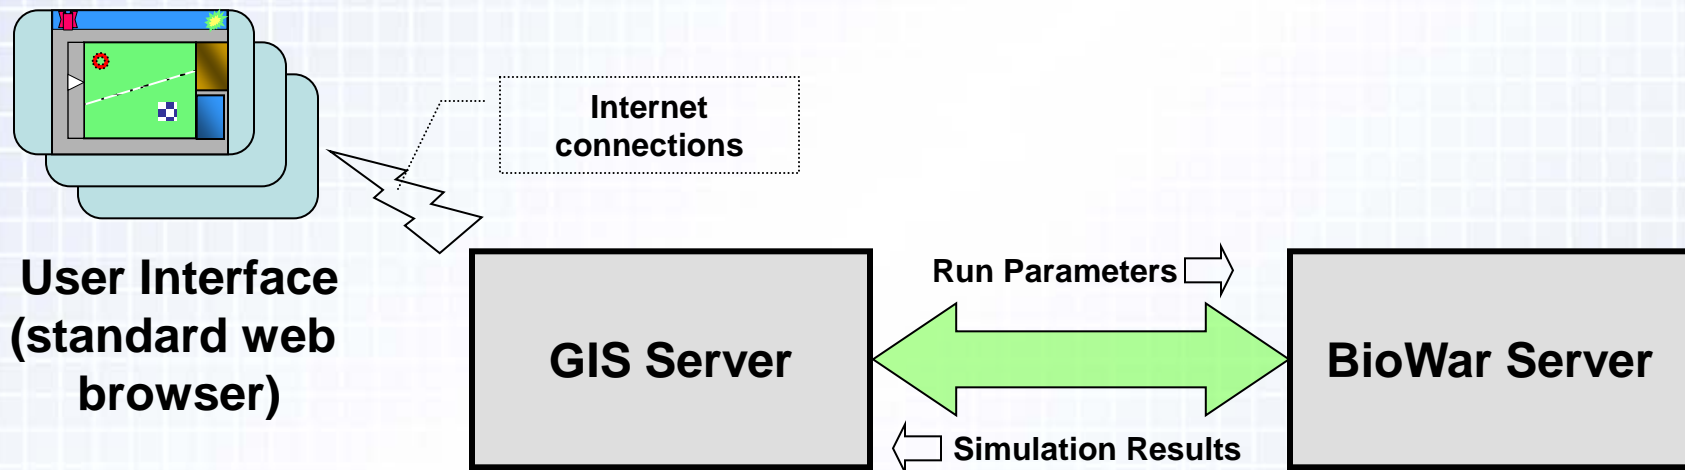 Internet
connections
User Interface
(standard web
browser)
GIS Server
Run Parameters
Simulation Results
BioWar Server